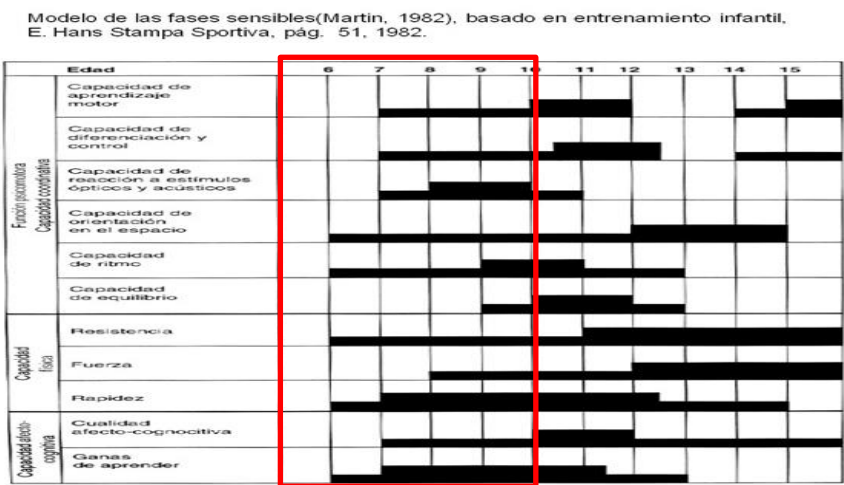 Modelo de las fases sensibles(Martin, 1982), basado en entrenamiento infantil,
E. Hans Stampa Sportiva, pág. 51, 1982.
Edad 6 7 8 9 10 11 12 13 14 15
Función psicomotora
Capacidad coordinativa
Capacidad de
aprendizaje
motor
Capacidad de
diferenciación y
control
Capacidad de
reacción a estímulos
ópticos y acústicos
Capacidad de
orientación
en el espacio
Capacidad
de ritmo
Capacidad
de equilibrio
Capacidad
física
Resistencia
Fuerza
Rapidez
Capacidad afecto-
cognitiva
Cualidad
afecto-cognocitiva
Ganas
de aprender